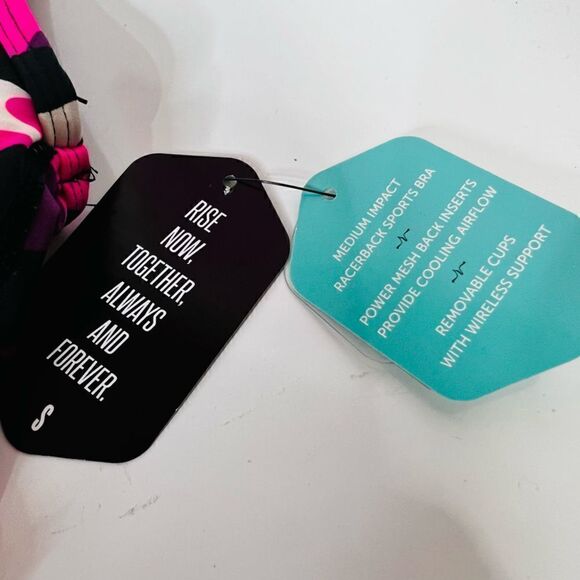 RISE
NOW,
TOGETHER,
ALWAYS
AND
FOREVER.
S
MEDIUM IMPACT
RACERBACK SPORTS BRA
POWER MESH BACK INSERTS
PROVIDE COOLING AIRFLOW
REMOVABLE CUPS
WITH WIRELESS SUPPORT